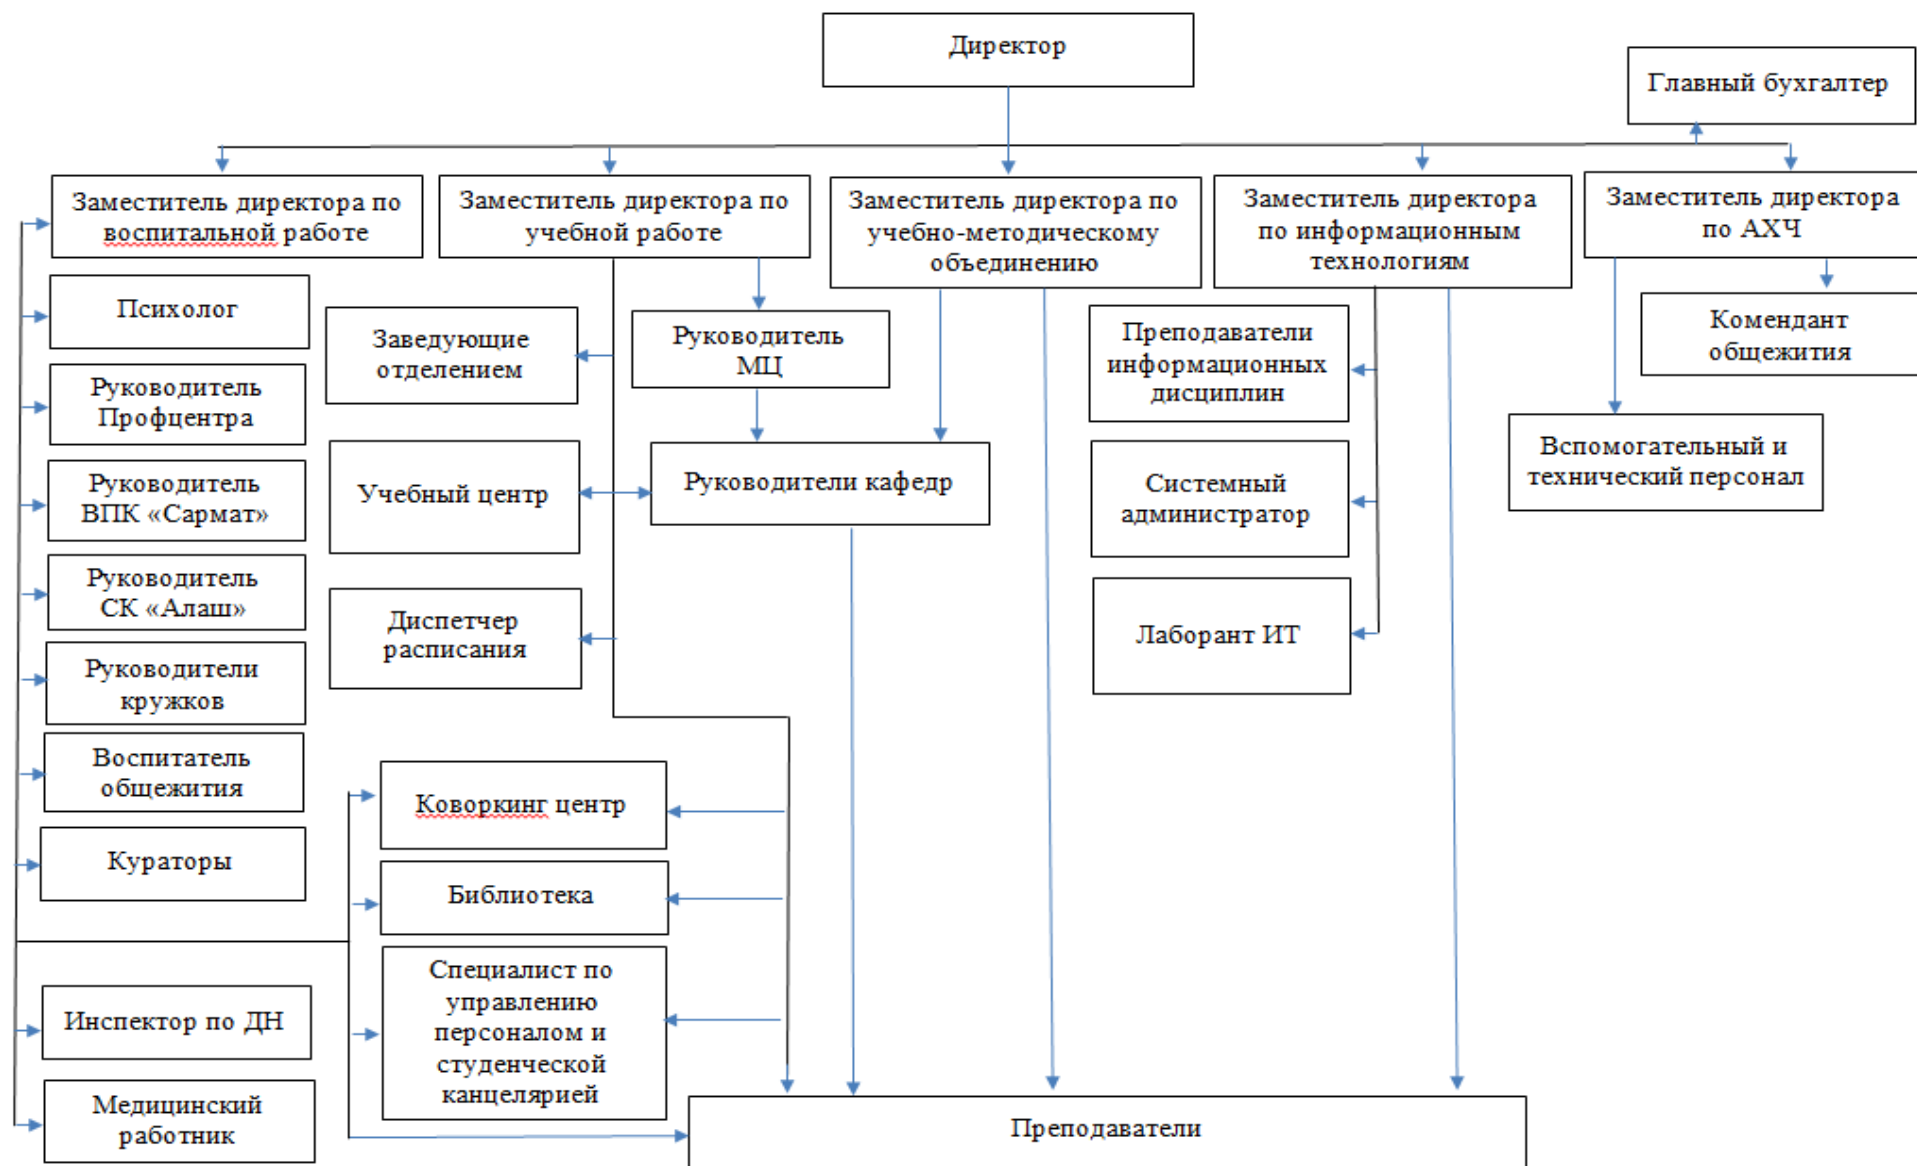 Директор
Главный бухгалтер
Заместитель директора по
воспитальной работе
Заместитель директора по
учебной работе
Заместитель директора по
учебно-методическому
объединению
Заместитель директора
по информационным
технологиям
Заместитель директора
по АХЧ
Психолог
Руководитель
Профцентра
Руководитель
ВПК «Сармат»
Руководитель
СК «Алаш»
Руководители
кружков
Воспитатель
общежития
Кураторы
Инспектор по ДН
Медицинский
работник
Заведующие
отделением
Учебный центр
Диспетчер
расписания
Руководитель
МЦ
Руководители кафедр
Коворкинг центр
Библиотека
Специалист по
управлению
персоналом и
студенческой
канцелярией
Преподаватели
информационных
дисциплин
Системный
администратор
Лаборант ИТ
Комендант
общежития
Вспомогательный и
технический персонал
Преподаватели